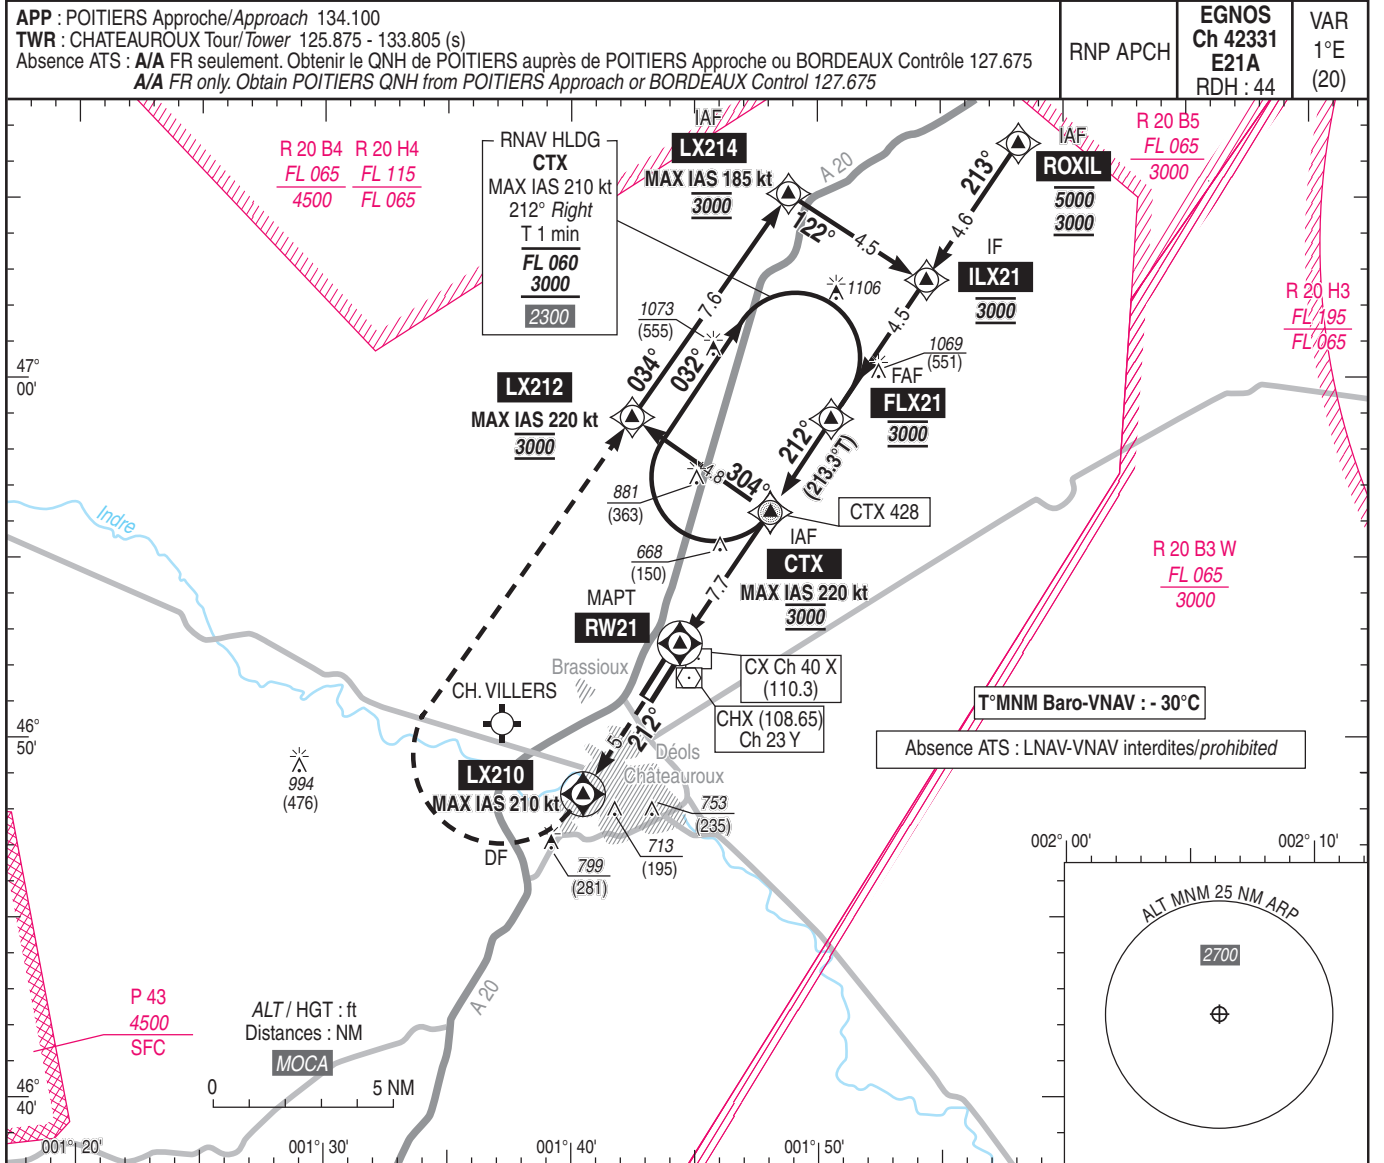 APP : POITIERS Approche/Approach 134.100
TWR : CHATEAUROUX Tour/Tower 125.875 - 133.805 (s)
Absence ATS : A/A FR seulement. Obtenir le QNH de POITIERS auprès de POITIERS Approche ou BORDEAUX Contrôle 127.675
A/A FR only. Obtain POITIERS QNH from POITIERS Approach or BORDEAUX Control 127.675
RNP APCH
EGNOS
Ch 42331
E21A
RDH : 44
VAR
1°E
(20)
R 20 B4
FL 065
4500
R 20 H4
FL 115
FL 065
RNAV HLDG
CTX
MAX IAS 210 kt
212° Right
T 1 min
FL 060
3000
2300
IAF
LX214
MAX IAS 185 kt
3000
A 20
213°
4.6
IAF
ROXIL
5000
3000
R 20 B5
FL 065
3000
122°
4.5
IF
ILX21
3000
R 20 H3
FL 195
FL 065
1106
1073
(555)
7.6
4.5
1069
(551)
47°
00'
034°
032°
LX212
MAX IAS 220 kt
3000
FAF
FLX21
3000
212°
(213.3°T)
304°
4.8
881
(363)
668
(150)
CTX 428
IAF
CTX
MAX IAS 220 kt
3000
Indre
R 20 B3 W
FL 065
3000
7.7
MAPT
RW21
Brassioux
CX Ch 40 X
(110.3)
CHX (108.65)
Ch 23 Y
CH. VILLERS
T°MNM Baro-VNAV : - 30°C
Absence ATS : LNAV-VNAV interdites/prohibited
46°
50'
212°
5
Déols
Châteauroux
LX210
MAX IAS 210 kt
994
(476)
753
(235)
713
(195)
799
(281)
DF
002° 00'
002° 10'
ALT MNM 25 NM ARP
2700
A 20
P 43
4500
SFC
ALT / HGT : ft
Distances : NM
MOCA
0
5 NM
46°
40'
001° 20'
001° 30'
001° 40'
001° 50'